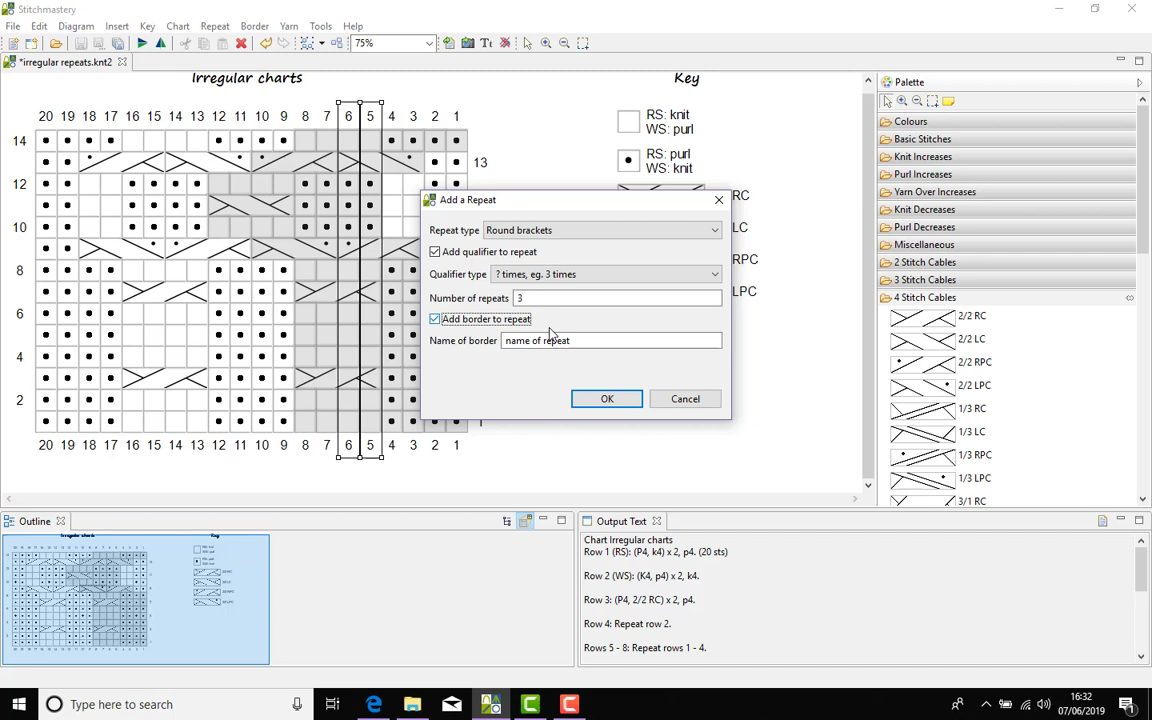 Stitchmastery
File Edit Diagram Insert Key Chart Repeat Border Yarn Tools Help
75%
*irregular repeats.knt2
Irregular charts
Key
20 19 18 17 16 15 14 13 12 11 10 9 8 7 6 5 4 3 2 1
14
13
12
10
8
6
4
2
1
20 19 18 17 16 15 14 13 12 11 10 9 8 7 6 5 4 3 2 1
RS: knit
WS: purl
RS: purl
WS: knit
RC
LC
RPC
LPC
Add a Repeat
Repeat type Round brackets
Add qualifier to repeat
Qualifier type ? times, eg. 3 times
Number of repeats 3
Add border to repeat
Name of border name of repeat
OK Cancel
Palette
Colours
Basic Stitches
Knit Increases
Purl Increases
Yarn Over Increases
Knit Decreases
Purl Decreases
Miscellaneous
2 Stitch Cables
3 Stitch Cables
4 Stitch Cables
2/2 RC
2/2 LC
2/2 RPC
2/2 LPC
1/3 RC
1/3 LC
1/3 RPC
1/3 LPC
3/1 RC
Outline
Output Text
Chart Irregular charts
Row 1 (RS): (P4, k4) x 2, p4. (20 sts)
Row 2 (WS): (K4, p4) x 2, k4.
Row 3: (P4, 2/2 RC) x 2, p4.
Row 4: Repeat row 2.
Rows 5 - 8: Repeat rows 1 - 4.
Type here to search
16:32
07/06/2019
1